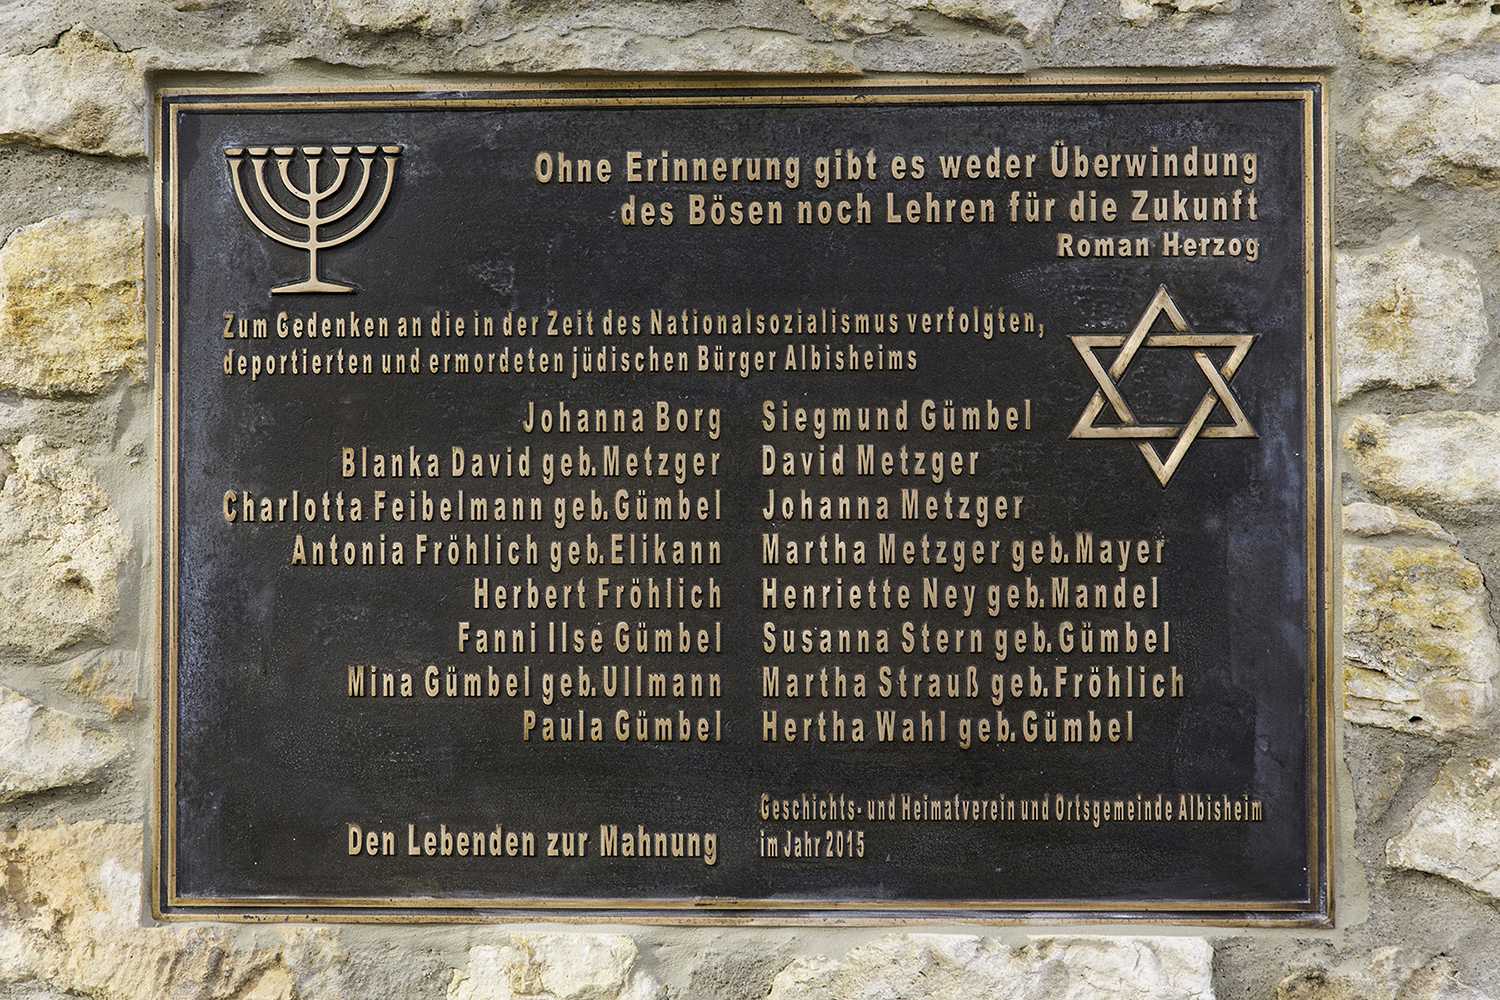 Ohne Erinnerung gibt es weder Überwindung
des Bösen noch Lehren für die Zukunft
Roman Herzog
Zum Gedenken an die in der Zeit des Nationalsozialismus verfolgten,
deportierten und ermordeten jüdischen Bürger Albisheims
Johanna Borg
Blanka David geb.Metzger
Charlotta Feibelmann geb.Gümbel
Antonia Fröhlich geb.Elikann
Herbert Fröhlich
Fanni Ilse Gümbel
Mina Gümbel geb.Ullmann
Paula Gümbel
Siegmund Gümbel
David Metzger
Johanna Metzger
Martha Metzger geb.Mayer
Henriette Ney geb.Mandel
Susanna Stern geb.Gümbel
Martha Strauß geb.Fröhlich
Hertha Wahl geb.Gümbel
Den Lebenden zur Mahnung
Geschichts- und Heimatverein und Ortsgemeinde Albisheim
im Jahr 2015